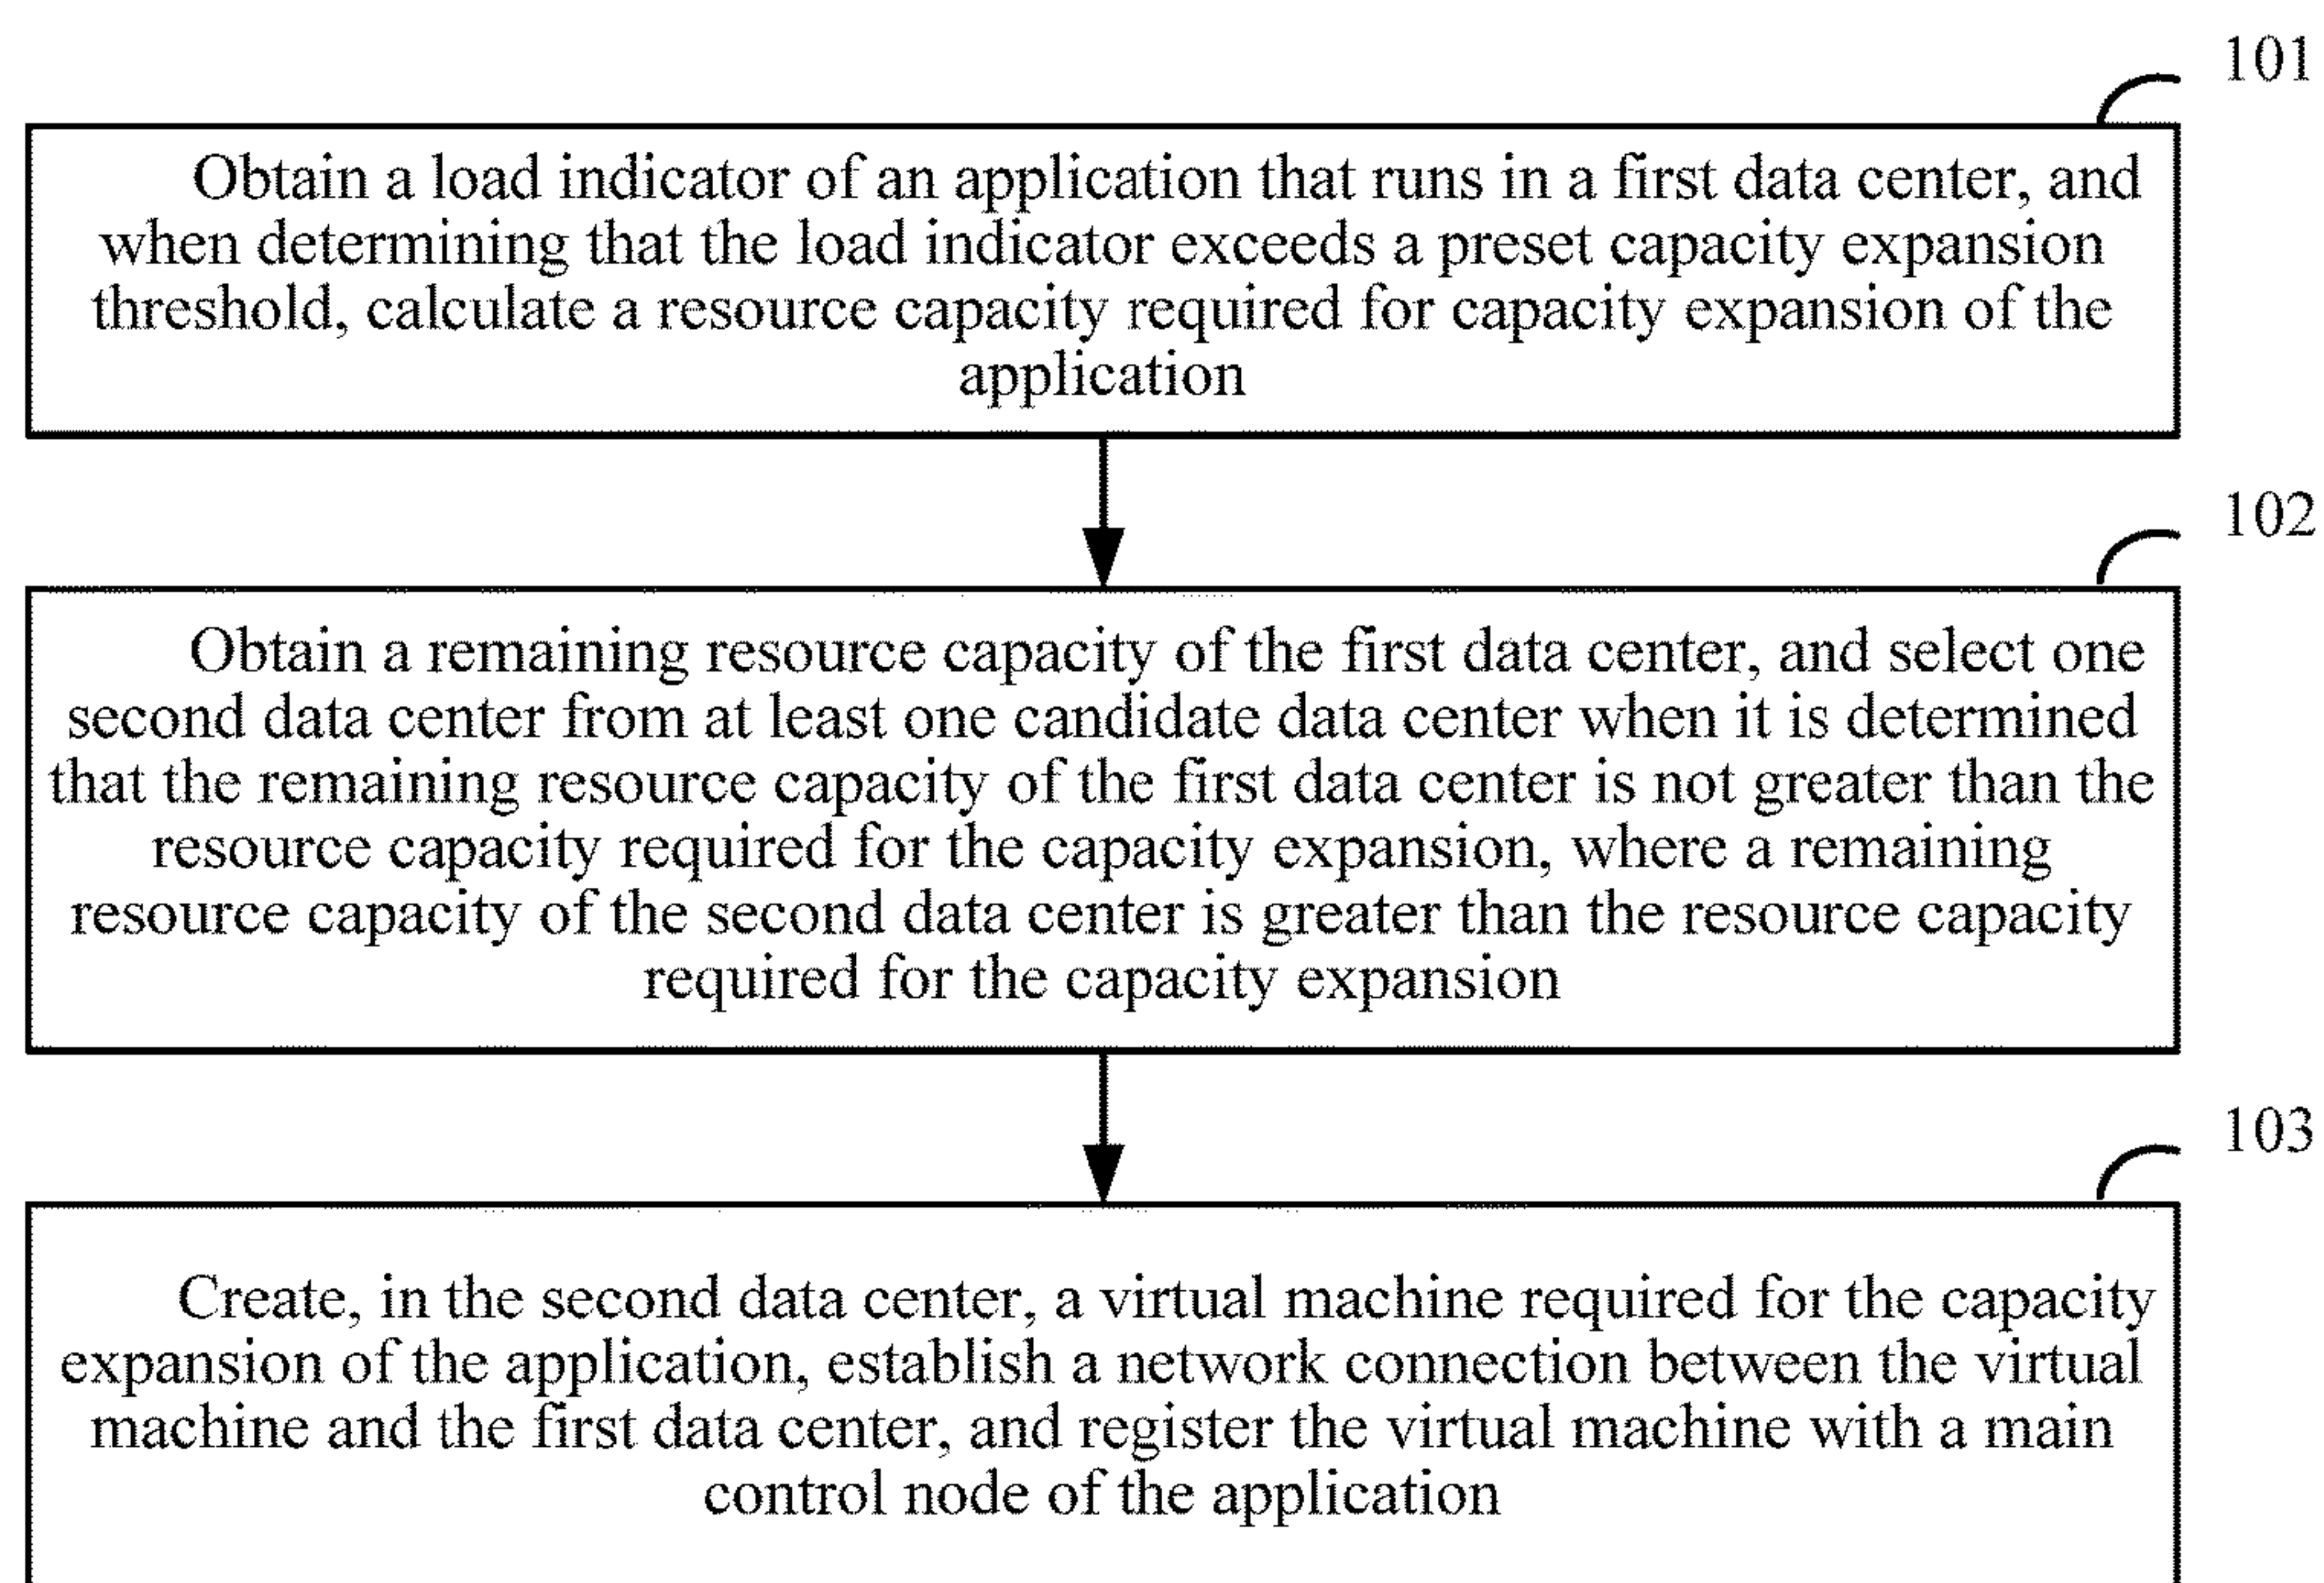 101
Obtain a load indicator of an application that runs in a first data center, and
when determining that the load indicator exceeds a preset capacity expansion
threshold, calculate a resource capacity required for capacity expansion of the
application
102
Obtain a remaining resource capacity of the first data center, and select one
second data center from at least one candidate data center when it is determined
that the remaining resource capacity of the first data center is not greater than the
resource capacity required for the capacity expansion, where a remaining
resource capacity of the second data center is greater than the resource capacity
required for the capacity expansion
103
Create, in the second data center, a virtual machine required for the capacity
expansion of the application, establish a network connection between the virtual
machine and the first data center, and register the virtual machine with a main
control node of the application